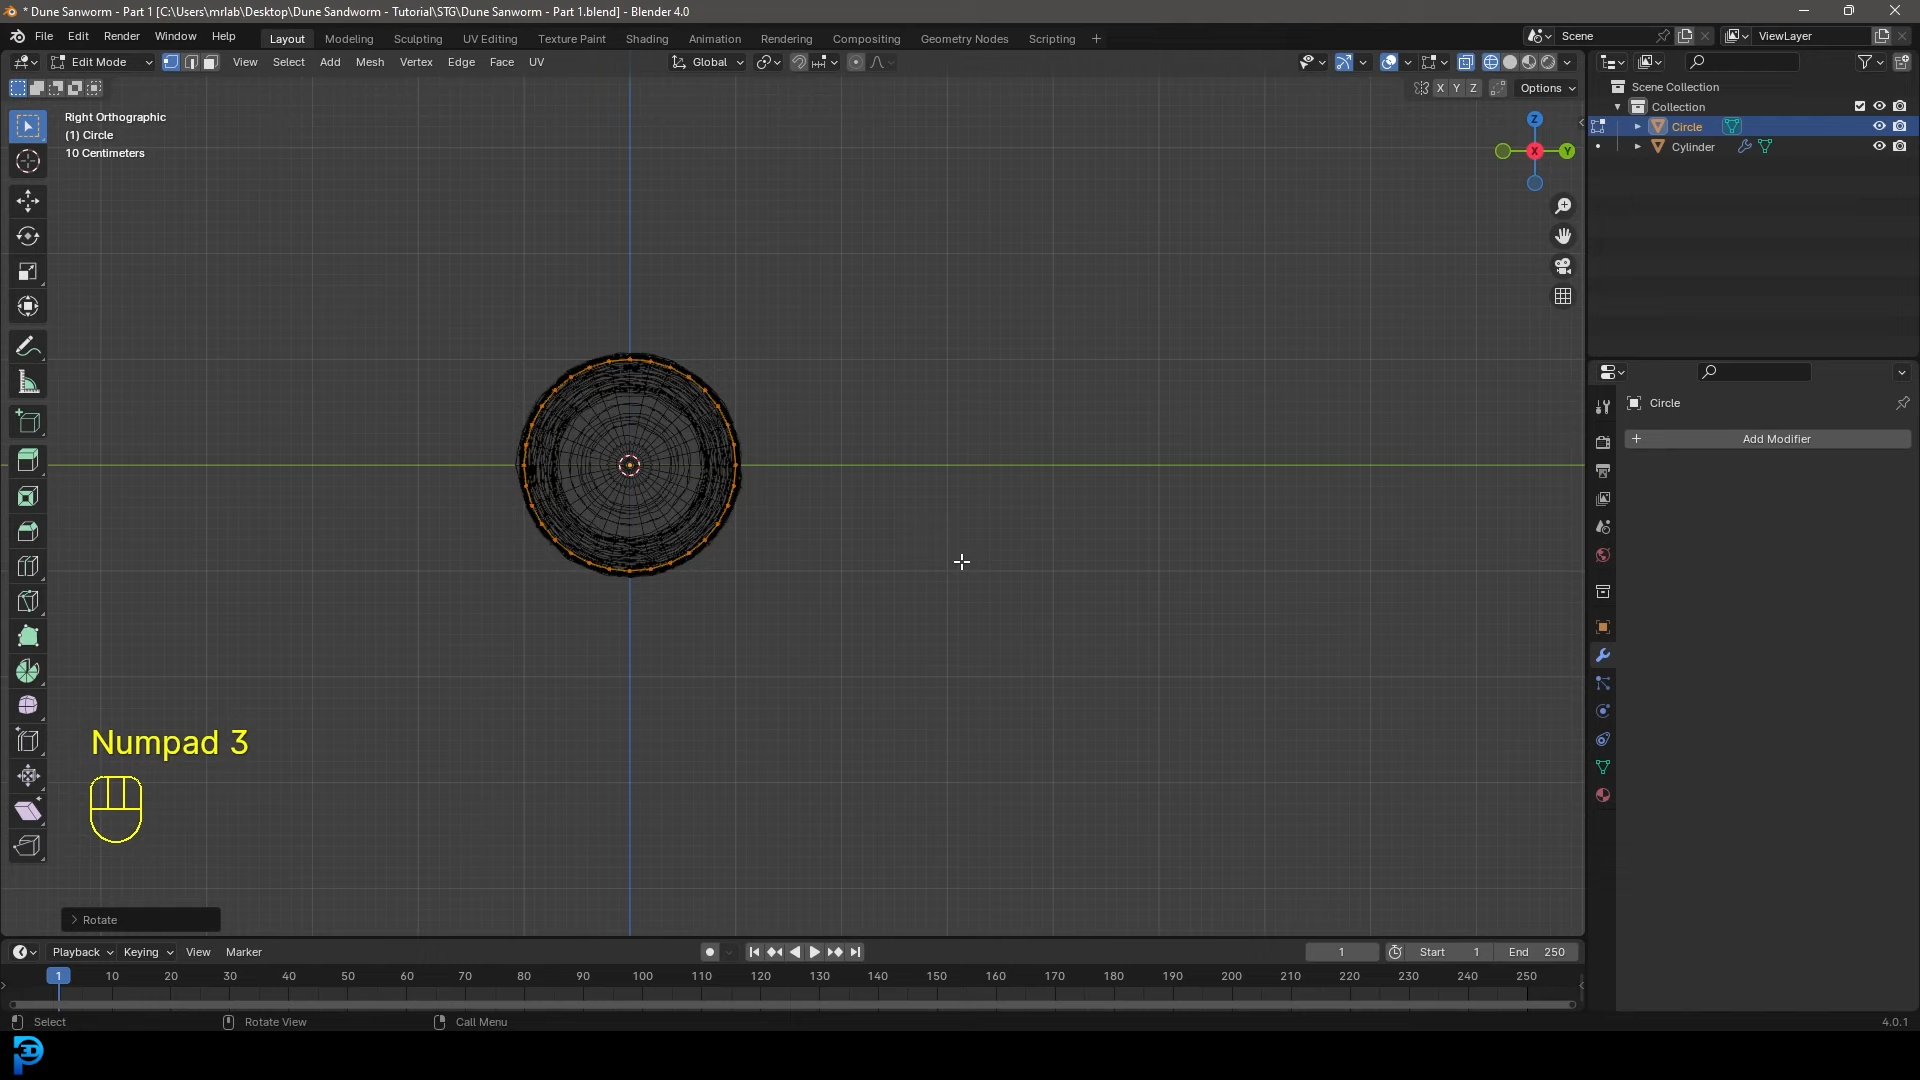 * Dune Sanworm - Part 1 [C:\Users\mrlab\Desktop\Dune Sandworm - Tutorial\STG\Dune Sanworm - Part 1.blend] - Blender 4.0
File Edit Render Window Help
Layout Modeling Sculpting UV Editing Texture Paint Shading Animation Rendering Compositing Geometry Nodes Scripting +
Scene
ViewLayer
Edit Mode
View Select Add Mesh Vertex Edge Face UV
Global
X Y Z
Options
Right Orthographic
(1) Circle
10 Centimeters
Z
X
Y
Scene Collection
Collection
Circle
Cylinder
Circle
+ Add Modifier
Numpad 3
> Rotate
Playback Keying View Marker
1
Start 1
End 250
1 10 20 30 40 50 60 70 80 90 100 110 120 130 140 150 160 170 180 190 200 210 220 230 240 250
Select
Rotate View
Call Menu
4.0.1
3D